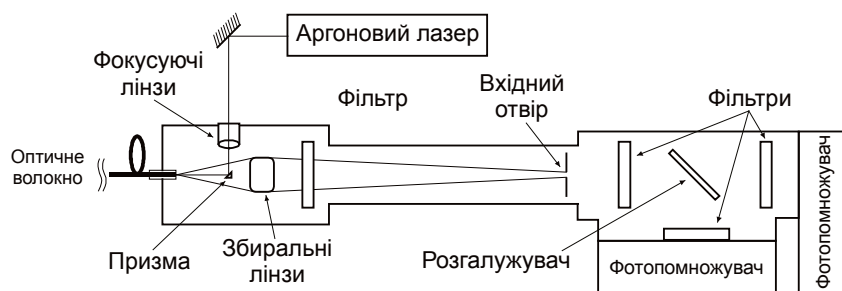 Аргоновий лазер
Фокусуючі
лінзи
Фільтр
Вхідний
отвір
Фільтри
Оптичне
волокно
Призма
Збиральні
лінзи
Розгалужувач
Фотопомножувач
Фотопомножувач